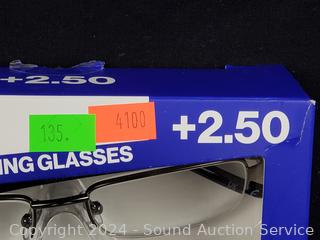 +2.50
135.
4100
+2.50
ING GLASSES
Copyright 2024 - Sound Auction Service